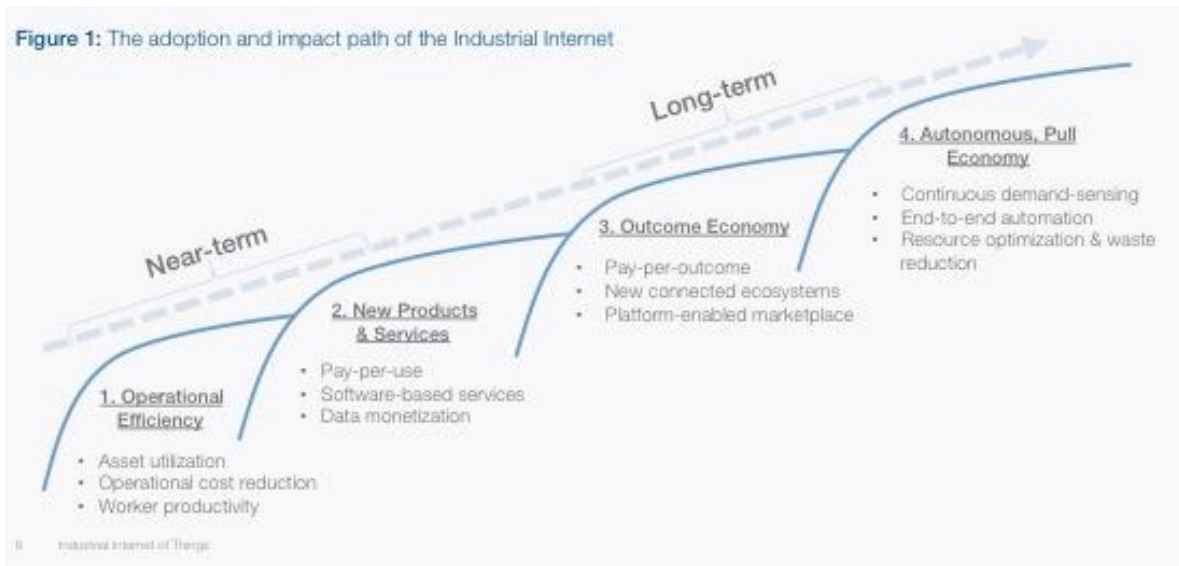 Figure 1: The adoption and impact path of the Industrial Internet
Long-term
Near-term
1. Operational
Efficiency
• Asset utilization
• Operational cost reduction
• Worker productivity
2. New Products
& Services
• Pay-per-use
• Software-based services
• Data monetization
3. Outcome Economy
• Pay-per-outcome
• New connected ecosystems
• Platform-enabled marketplace
4. Autonomous, Pull
Economy
• Continuous demand-sensing
• End-to-end automation
• Resource optimization & waste
reduction
Industrial Internet of Things